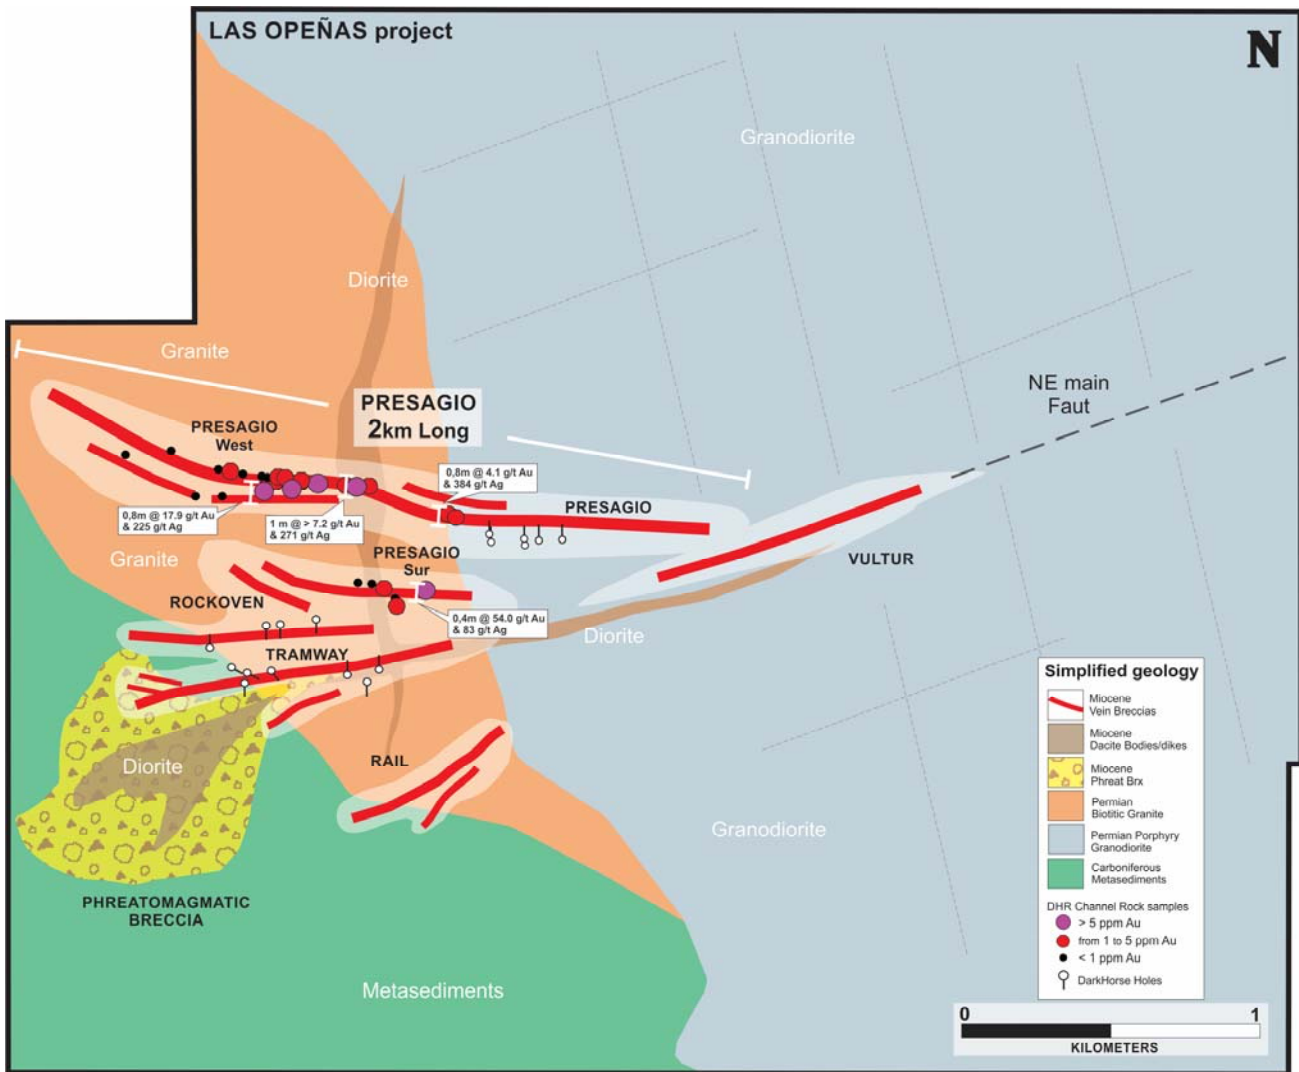 LAS OPEÑAS project
N
Granodiorite
Diorite
Granite
NE main
Faut
PRESAGIO
2km Long
PRESAGIO
West
0,8m @ 4.1 g/t Au
& 384 g/t Ag
PRESAGIO
0,8m @ 17.9 g/t Au
& 225 g/t Ag
1 m @ > 7.2 g/t Au
& 271 g/t Ag
Granite
PRESAGIO
Sur
VULTUR
ROCKOVEN
0,4m @ 54.0 g/t Au
& 83 g/t Ag
Diorite
TRAMWAY
Diorite
RAIL
Granodiorite
PHREATOMAGMATIC
BRECCIA
Metasediments
Simplified geology
Miocene
Vein Breccias
Miocene
Dacite Bodies/dikes
Miocene
Phreat Brx
Permian
Biotitic Granite
Permian Porphyry
Granodiorite
Carboniferous
Metasediments
DHR Channel Rock samples
> 5 ppm Au
from 1 to 5 ppm Au
< 1 ppm Au
DarkHorse Holes
0 1
KILOMETERS